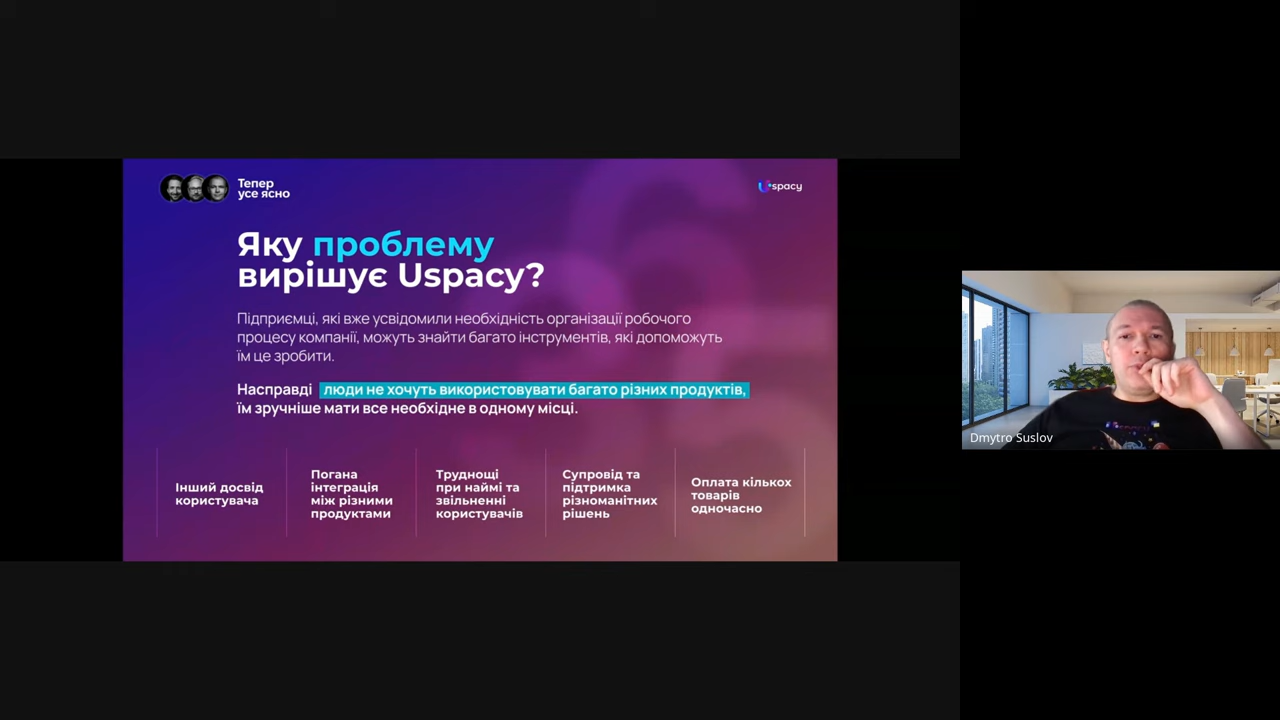 Тепер
усе ясно
Uspacy
Яку проблему
вирішує Uspacy?
Підприємці, які вже усвідомили необхідність організації робочого
процесу компанії, можуть знайти багато інструментів, які допоможуть
їм це зробити.
Насправді люди не хочуть використовувати багато різних продуктів,
їм зручніше мати все необхідне в одному місці.
Інший досвід
користувача
Погана
інтеграція
між різними
продуктами
Труднощі
при наймі та
звільненні
користувачів
Супровід та
підтримка
різноманітних
рішень
Оплата кількох
товарів
одночасно
Dmytro Suslov